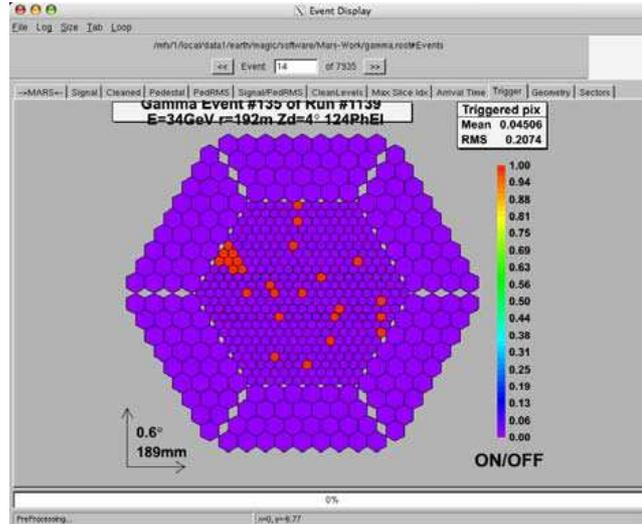 Event Display
File Log Size Tab Loop
/mfs/1/local/data1/earth/magic/software/Mars-Work/gamma.root#Events
<< Event 14 of 7935 >>
-=MARS=- Signal Cleaned Pedestal PedRMS Signal/PedRMS CleanLevels Max Slice Idx Arrival Time Trigger Geometry Sectors
Gamma Event #135 of Run #1139
E=34GeV r=192m Zd=4° 124PhEl
Triggered pix
Mean 0.04506
RMS 0.2074
1.00
0.94
0.88
0.81
0.75
0.69
0.63
0.56
0.50
0.44
0.38
0.31
0.25
0.19
0.13
0.06
0.00
0.6°
189mm
ON/OFF
0%
PreProcessing...